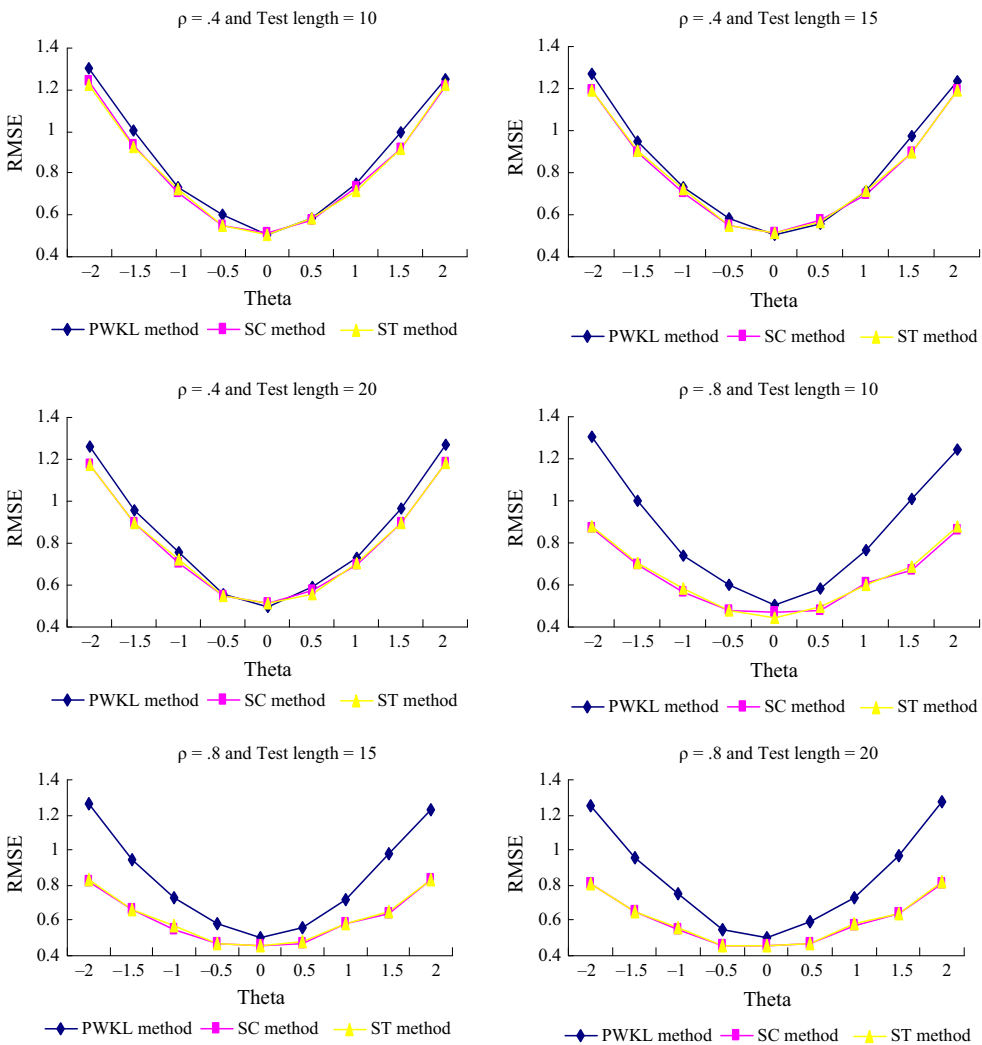 ρ = .4 and Test length = 10
1.4
1.2
1
0.8
0.6
0.4
RMSE
−2 −1.5 −1 −0.5 0 0.5 1 1.5 2
Theta
PWKL method SC method ST method
ρ = .4 and Test length = 15
1.4
1.2
1
0.8
0.6
0.4
RMSE
−2 −1.5 −1 −0.5 0 0.5 1 1.5 2
Theta
PWKL method SC method ST method
ρ = .4 and Test length = 20
1.4
1.2
1
0.8
0.6
0.4
RMSE
−2 −1.5 −1 −0.5 0 0.5 1 1.5 2
Theta
PWKL method SC method ST method
ρ = .8 and Test length = 10
1.4
1.2
1
0.8
0.6
0.4
RMSE
−2 −1.5 −1 −0.5 0 0.5 1 1.5 2
Theta
PWKL method SC method ST method
ρ = .8 and Test length = 15
1.4
1.2
1
0.8
0.6
0.4
RMSE
−2 −1.5 −1 −0.5 0 0.5 1 1.5 2
Theta
PWKL method SC method ST method
ρ = .8 and Test length = 20
1.4
1.2
1
0.8
0.6
0.4
RMSE
−2 −1.5 −1 −0.5 0 0.5 1 1.5 2
Theta
PWKL method SC method ST method